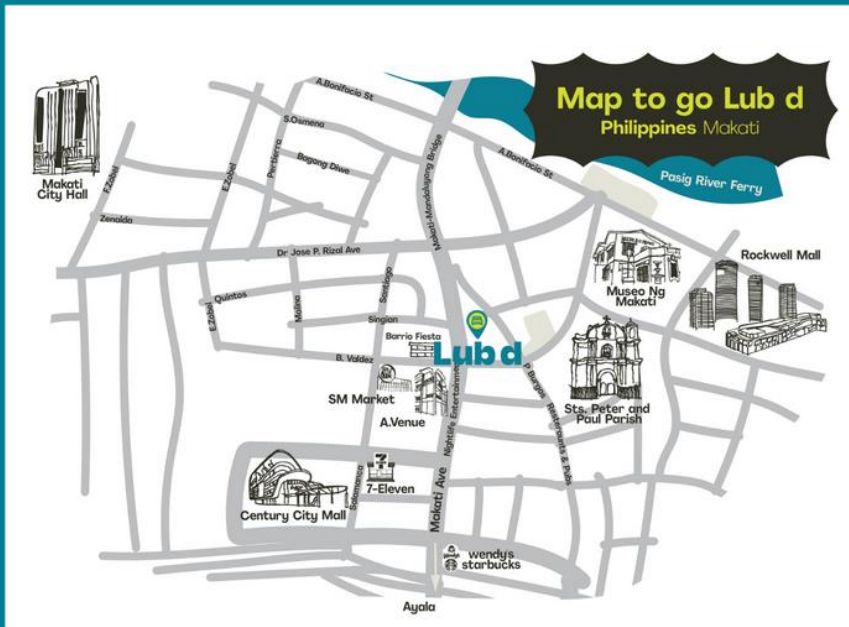 Map to go Lub d
Philippines Makati
A.Bonifacio St
S.Osmena
Bagong Diwa
Pertierra
F.Zobel
E.Zobel
Zenaida
Makati
City Hall
Makati-Mandaluyong Bridge
A.Bonifacio St
Pasig River Ferry
Dr Jose P. Rizal Ave
Museo Ng
Makati
Rockwell Mall
Quintos
E.Zobel
Molina
Santiago
Singian
Barrio Fiesta
Lub d
B. Valdez
SM Market
A.Venue
Nightlife Entertainment
P. Burgos
Sts. Peter and
Paul Parish
7-Eleven
Salamanca
Century City Mall
Makati Ave
wendy's
starbucks
Ayala